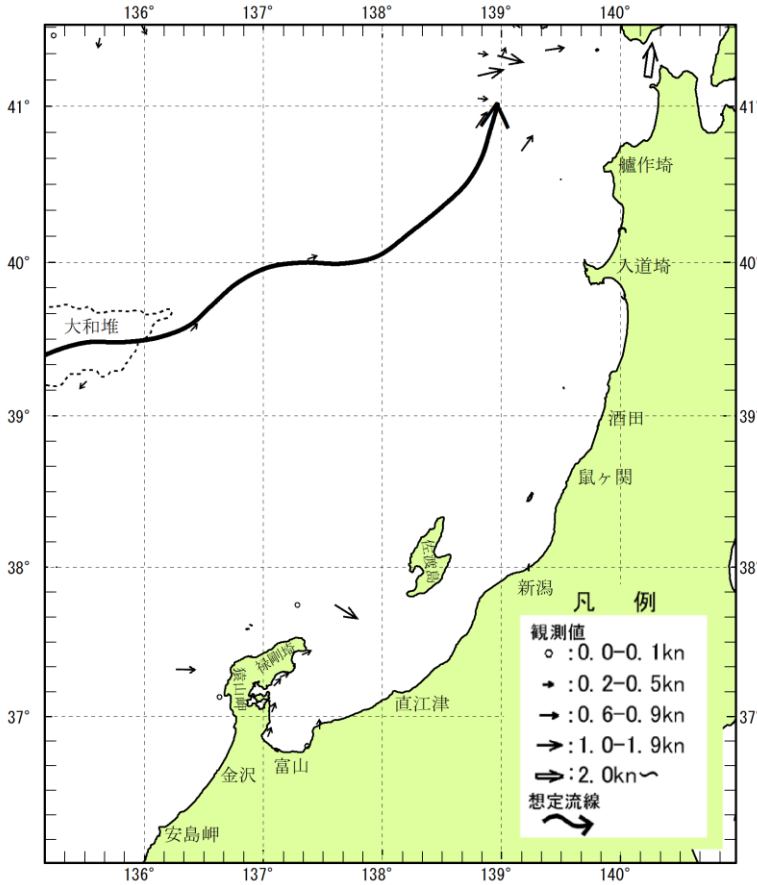 136° 137° 138° 139° 140°
41° 41°
艫作埼
40° 入道埼 40°
大和堆
39° 酒田 39°
鼠ヶ関
38° 佐渡島 38°
新潟
禄剛埼
猿山岬
37° 直江津 37°
金沢 富山
安島岬
凡 例
観測値
:0.0-0.1kn
:0.2-0.5kn
:0.6-0.9kn
:1.0-1.9kn
:2.0kn~
想定流線
136° 137° 138° 139° 140°